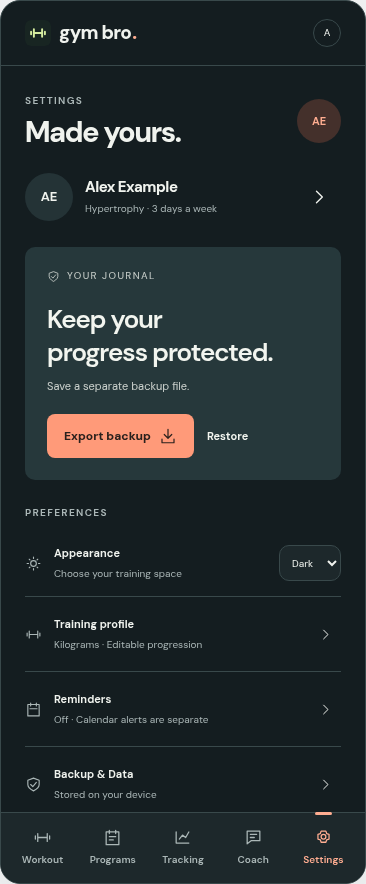 gym bro.
A
SETTINGS
Made yours.
AE
AE
Alex Example
Hypertrophy · 3 days a week
YOUR JOURNAL
Keep your
progress protected.
Save a separate backup file.
Export backup
Restore
PREFERENCES
Appearance
Choose your training space
Dark
Training profile
Kilograms · Editable progression
Reminders
Off · Calendar alerts are separate
Backup & Data
Stored on your device
Workout
Programs
Tracking
Coach
Settings